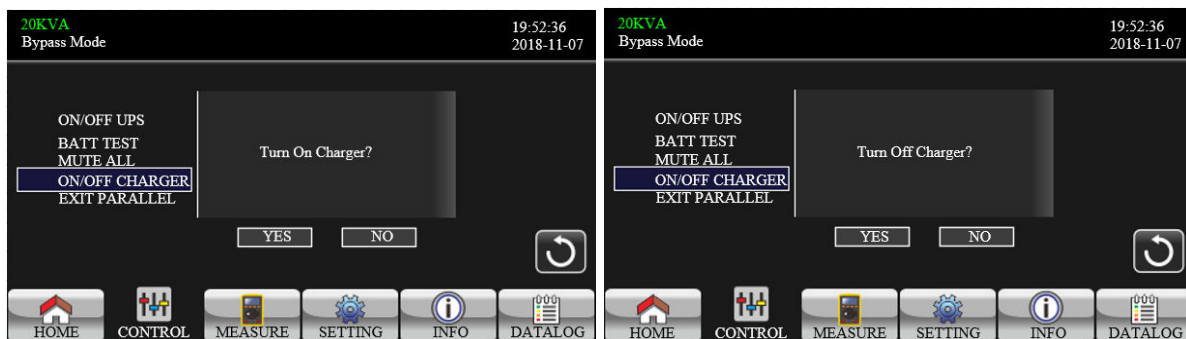 20KVA
Bypass Mode
19:52:36
2018-11-07
ON/OFF UPS
BATT TEST
MUTE ALL
ON/OFF CHARGER
EXIT PARALLEL
Turn On Charger?
YES NO
HOME CONTROL MEASURE SETTING INFO DATALOG
20KVA
Bypass Mode
19:52:36
2018-11-07
ON/OFF UPS
BATT TEST
MUTE ALL
ON/OFF CHARGER
EXIT PARALLEL
Turn Off Charger?
YES NO
HOME CONTROL MEASURE SETTING INFO DATALOG